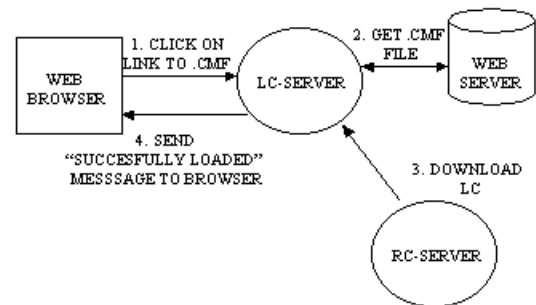 1. CLICK ON
LINK TO .CMF
2. GET .CMF
FILE
WEB
BROWSER
LC-SERVER
WEB
SERVER
4. SEND
“SUCCESFULLY LOADED”
MESSSAGE TO BROWSER
3. DOWNLOAD
LC
RC-SERVER